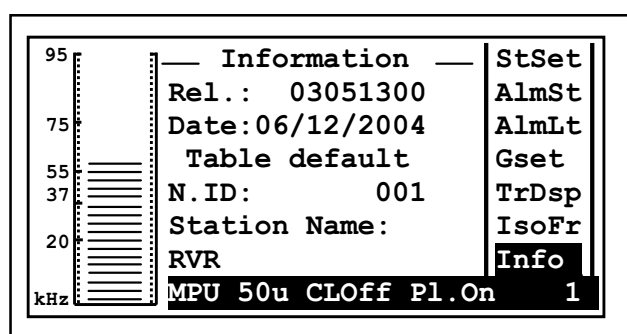 95
75
55
37
20
kHz
Information
Rel.: 03051300
Date:06/12/2004
Table default
N.ID: 001
Station Name:
RVR
MPU 50u CLOff Pl.On 1
StSet
AlmSt
AlmLt
Gset
TrDsp
IsoFr
Info